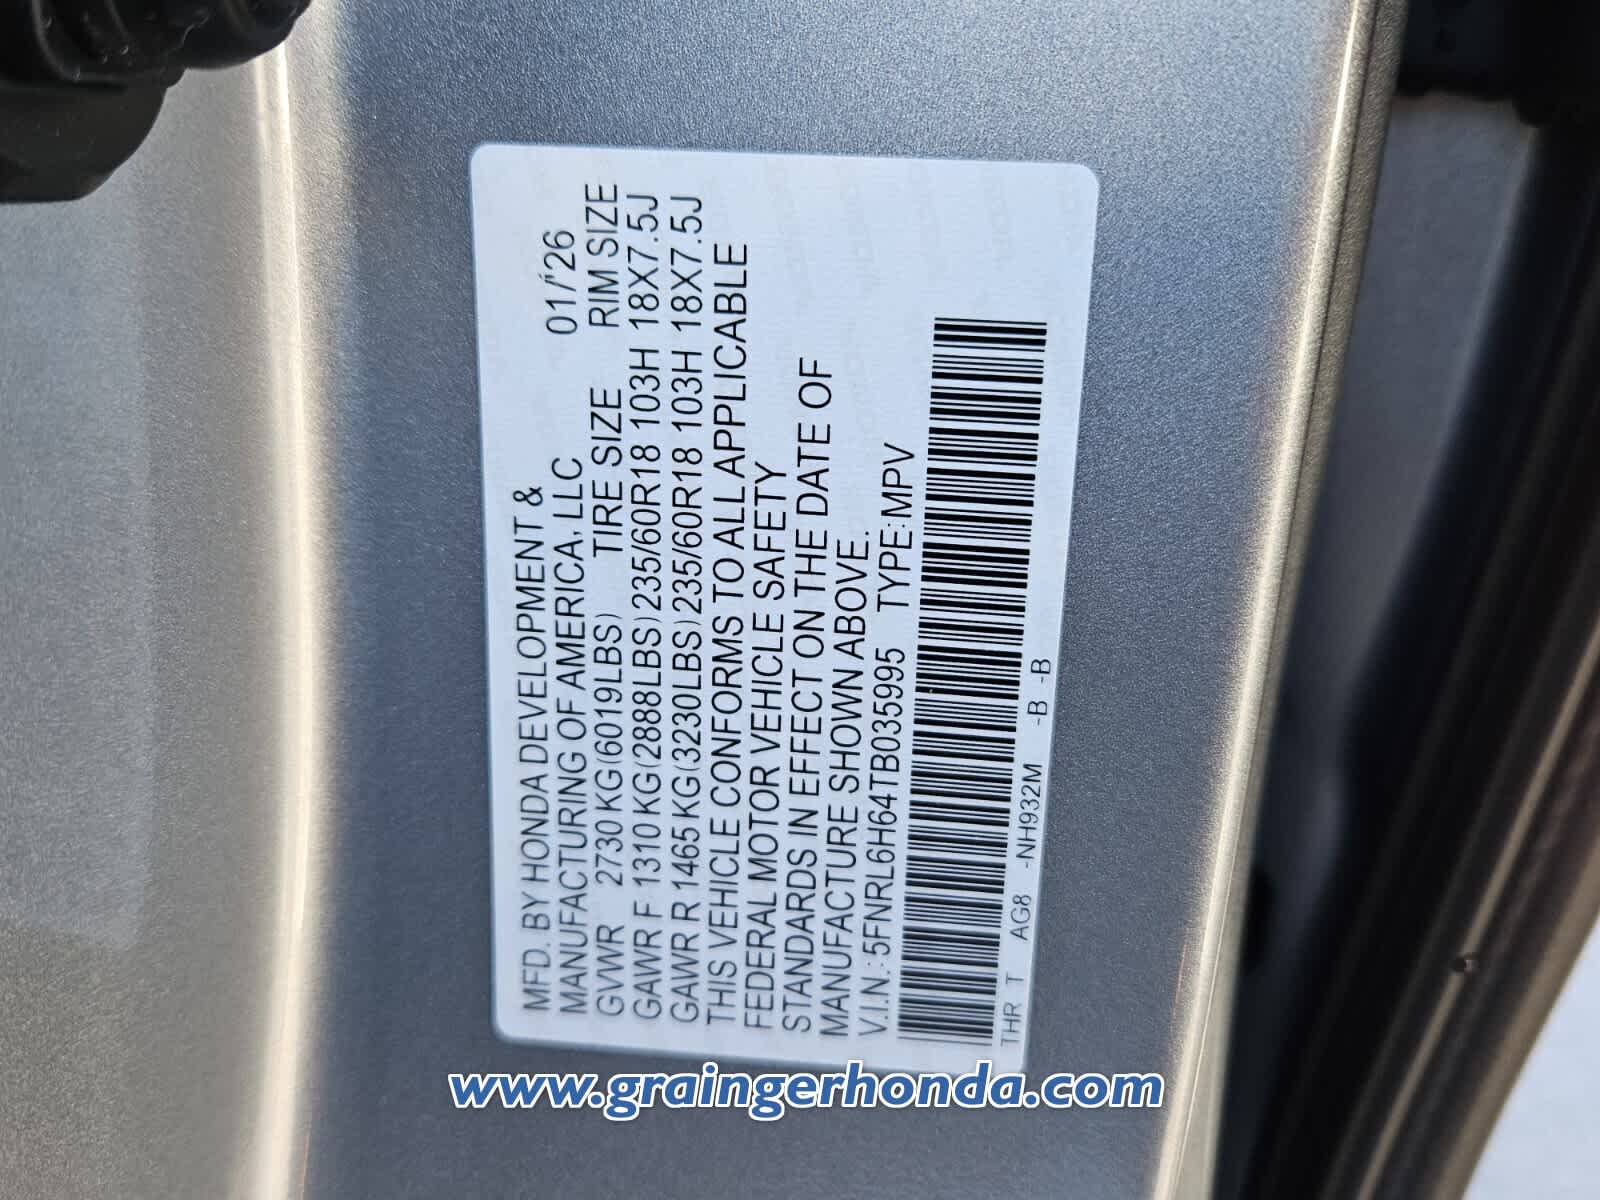 MFD. BY HONDA DEVELOPMENT &
MANUFACTURING OF AMERICA, LLC 01/'26
GVWR 2730 KG(6019LBS) TIRE SIZE RIM SIZE
GAWR F 1310 KG(2888LBS) 235/60R18 103H 18X7.5J
GAWR R 1465 KG(3230LBS) 235/60R18 103H 18X7.5J
THIS VEHICLE CONFORMS TO ALL APPLICABLE
FEDERAL MOTOR VEHICLE SAFETY
STANDARDS IN EFFECT ON THE DATE OF
MANUFACTURE SHOWN ABOVE.
V.I.N.: 5FNRL6H64TB035995 TYPE: MPV
THR T AG8 -NH932M -B -B
www.graingerhonda.com